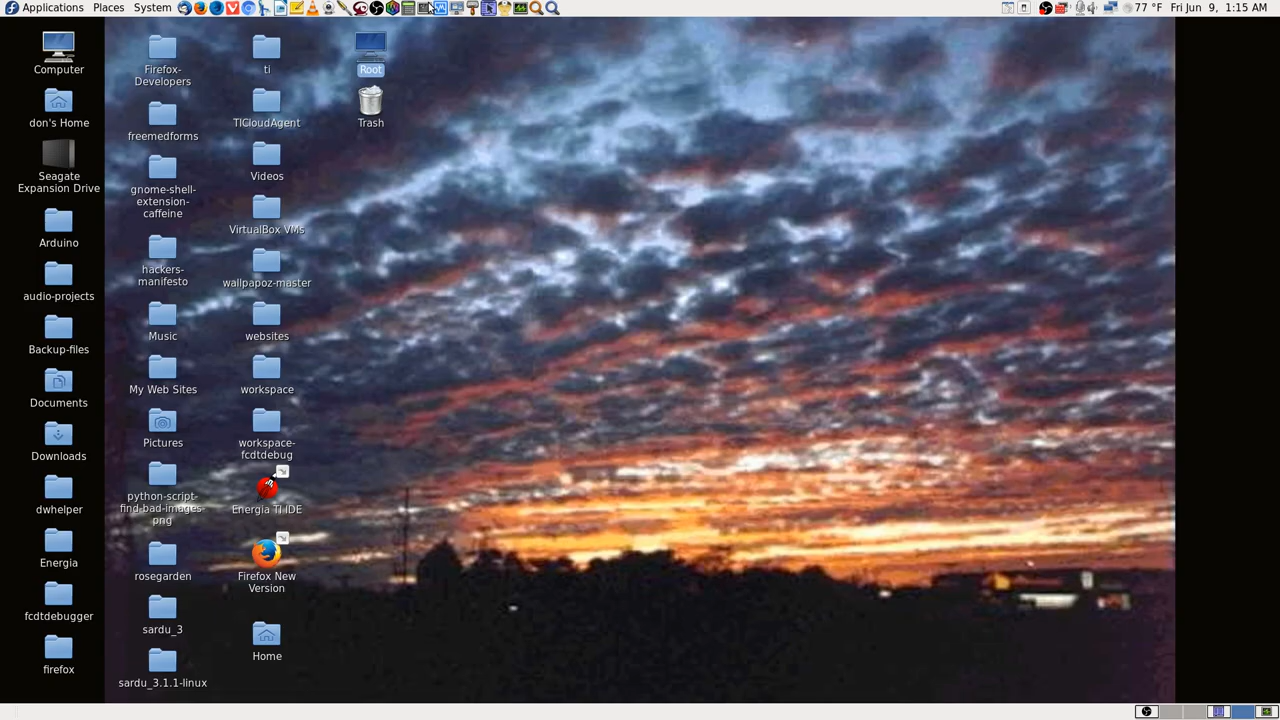 Applications Places System
77 °F Fri Jun 9, 1:15 AM
Computer
don's Home
Seagate
Expansion Drive
Arduino
audio-projects
Backup-files
Documents
Downloads
dwhelper
Energia
fcdtdebugger
firefox
Firefox-
Developers
freemedforms
gnome-shell-
extension-
caffeine
hackers-
manifesto
Music
My Web Sites
Pictures
python-script-
find-bad-images-
png
rosegarden
sardu_3
sardu_3.1.1-linux
ti
TICloudAgent
Videos
VirtualBox VMs
wallpapoz-master
websites
workspace
workspace-
fcdtdebug
Energia TI IDE
Firefox New
Version
Home
Root
Trash